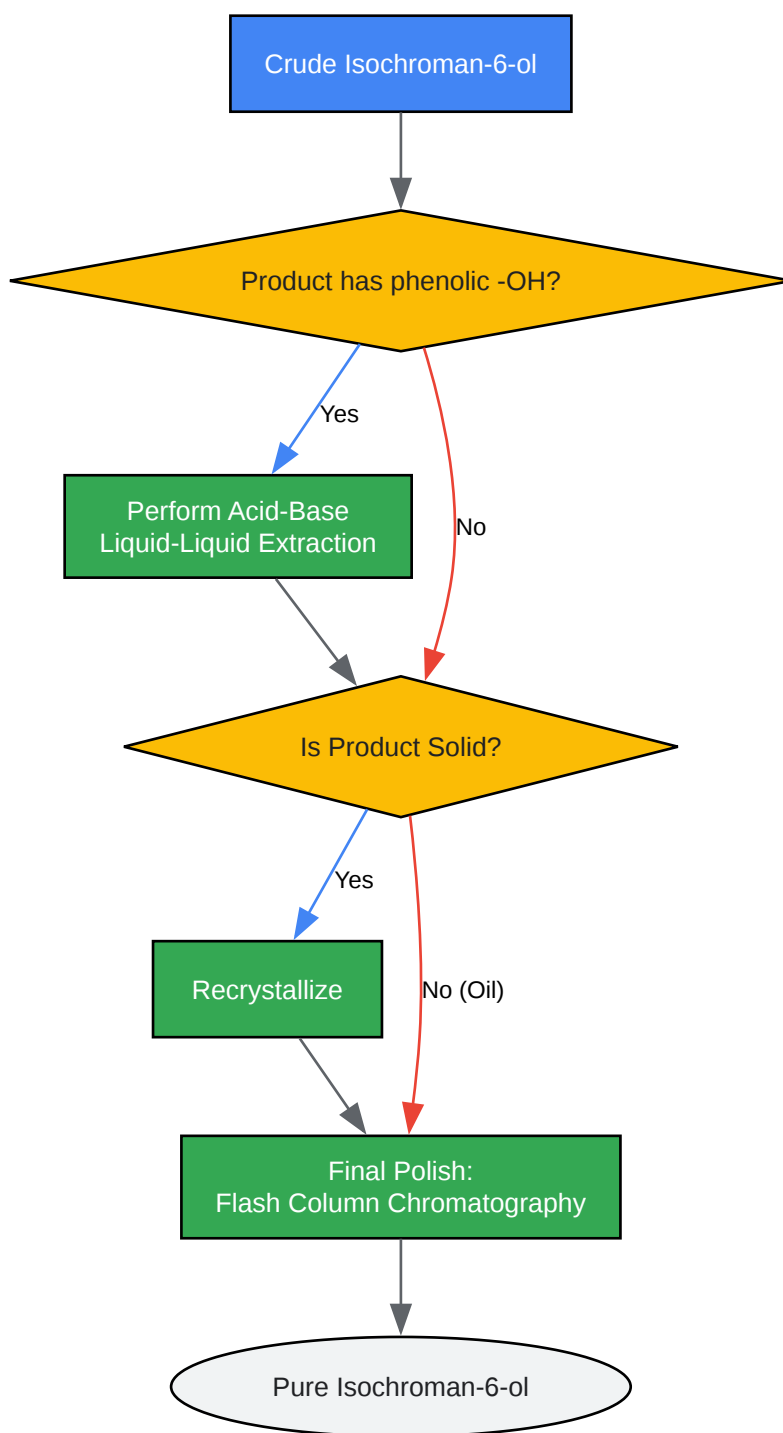 Crude Isochroman-6-ol
Product has phenolic -OH?
Yes
Perform Acid-Base
Liquid-Liquid Extraction
No
Is Product Solid?
Yes
Recrystallize
No (Oil)
Final Polish:
Flash Column Chromatography
Pure Isochroman-6-ol